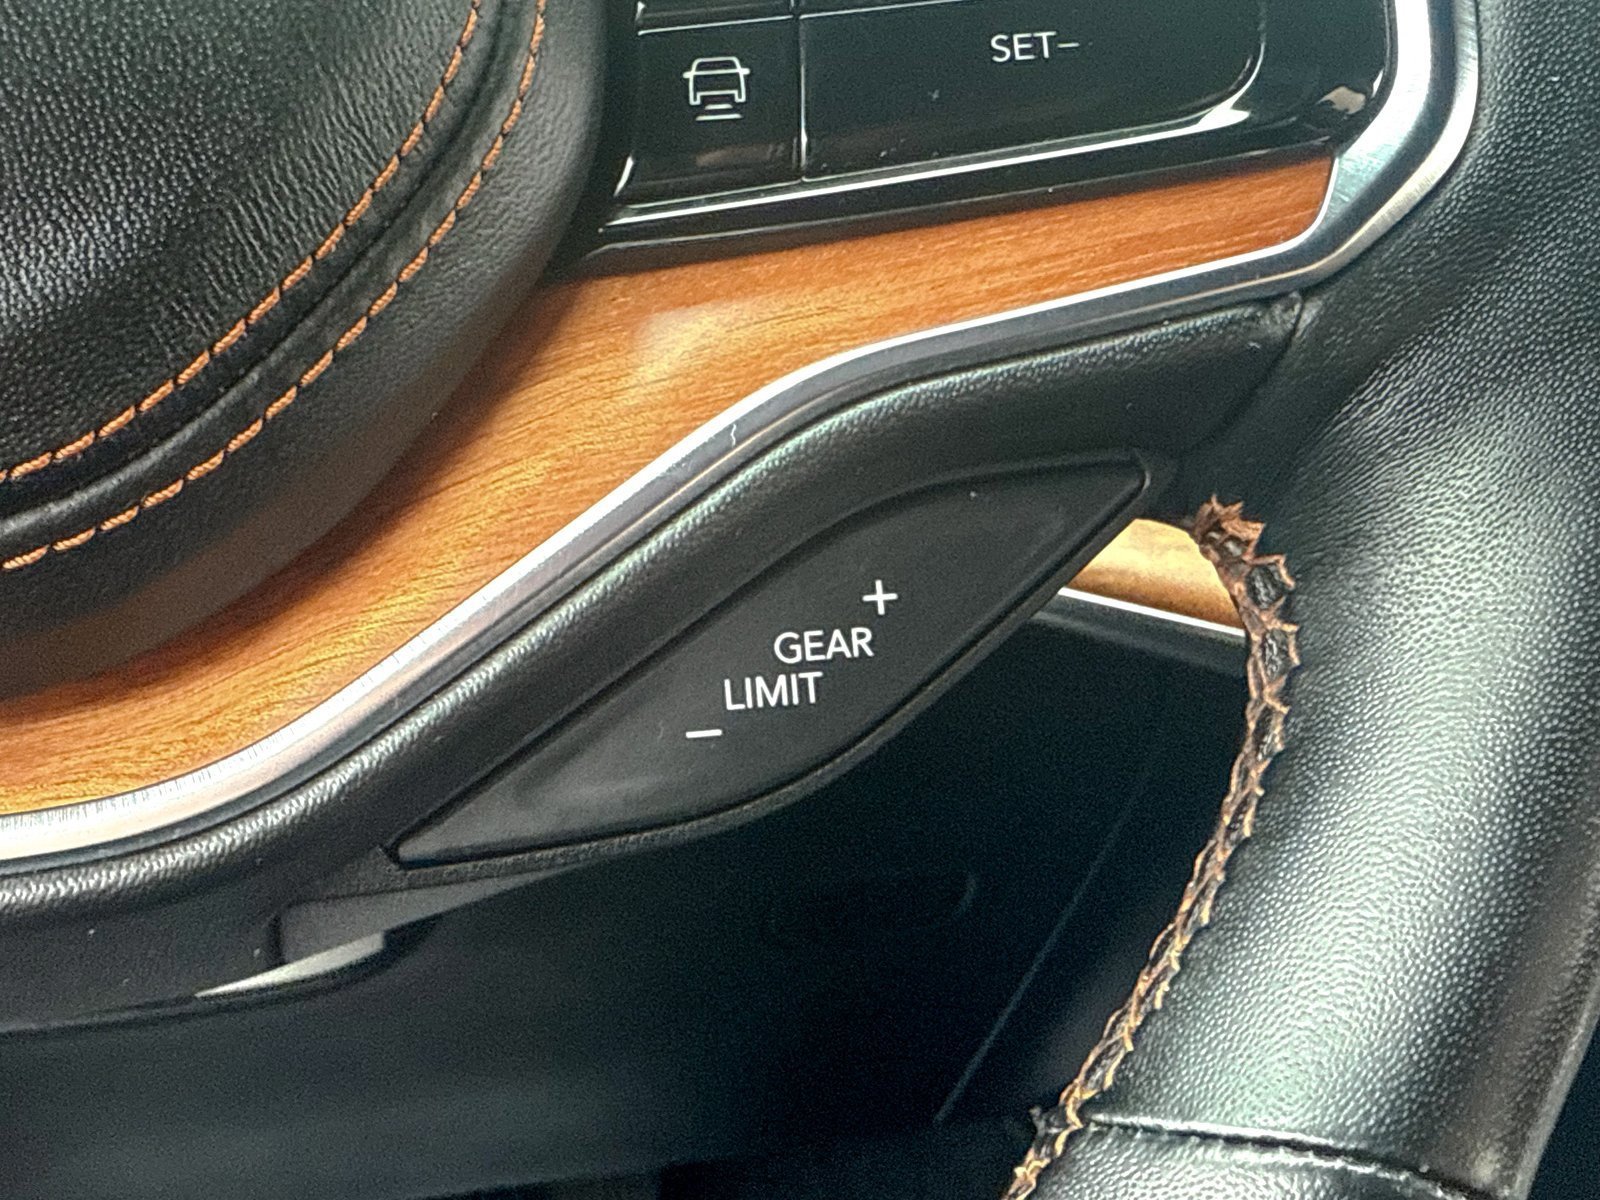 SET–
+
GEAR
LIMIT
–